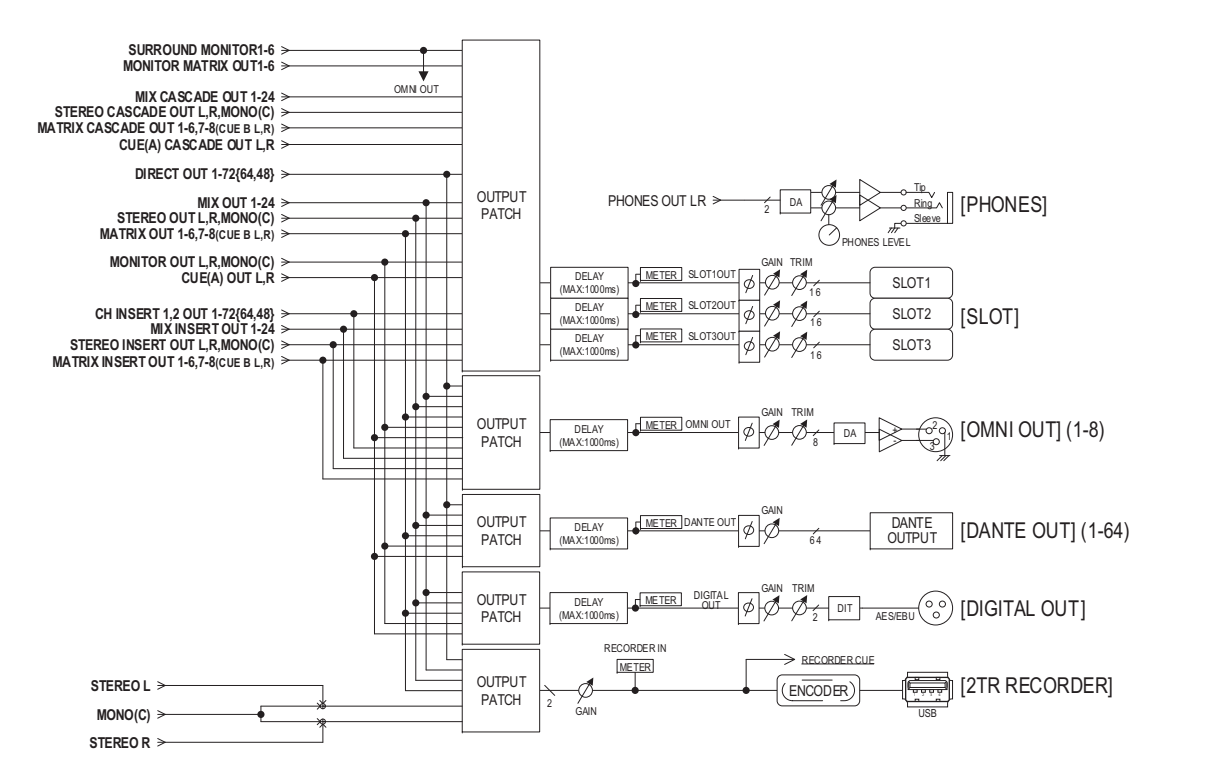 SURROUND MONITOR1-6
MONITOR MATRIX OUT1-6
OMNI OUT
MIX CASCADE OUT 1-24
STEREO CASCADE OUT L,R,MONO(C)
MATRIX CASCADE OUT 1-6,7-8(CUE B L,R)
CUE(A) CASCADE OUT L,R
DIRECT OUT 1-72{64,48}
MIX OUT 1-24
STEREO OUT L,R,MONO(C)
MATRIX OUT 1-6,7-8(CUE B L,R)
MONITOR OUT L,R,MONO(C)
CUE(A) OUT L,R
CH INSERT 1,2 OUT 1-72{64,48}
MIX INSERT OUT 1-24
STEREO INSERT OUT L,R,MONO(C)
MATRIX INSERT OUT 1-6,7-8(CUE B L,R)
OUTPUT
PATCH
PHONES OUT LR
2
DA
PHONES LEVEL
Tip
Ring
Sleeve
[PHONES]
DELAY
(MAX:1000ms)
METER
SLOT1OUT
ϕ
GAIN
TRIM
16
SLOT1
DELAY
(MAX:1000ms)
METER
SLOT2OUT
ϕ
16
SLOT2
[SLOT]
DELAY
(MAX:1000ms)
METER
SLOT3OUT
ϕ
16
SLOT3
OUTPUT
PATCH
DELAY
(MAX:1000ms)
METER
OMNI OUT
ϕ
GAIN
TRIM
8
DA
+
-
2
1
3
[OMNI OUT] (1-8)
OUTPUT
PATCH
DELAY
(MAX:1000ms)
METER
DANTE OUT
ϕ
GAIN
64
DANTE
OUTPUT
[DANTE OUT] (1-64)
OUTPUT
PATCH
DELAY
(MAX:1000ms)
METER
DIGITAL
OUT
ϕ
GAIN
TRIM
2
DIT
AES/EBU
[DIGITAL OUT]
STEREO L
MONO(C)
STEREO R
OUTPUT
PATCH
2
GAIN
RECORDER IN
METER
RECORDER CUE
ENCODER
USB
[2TR RECORDER]